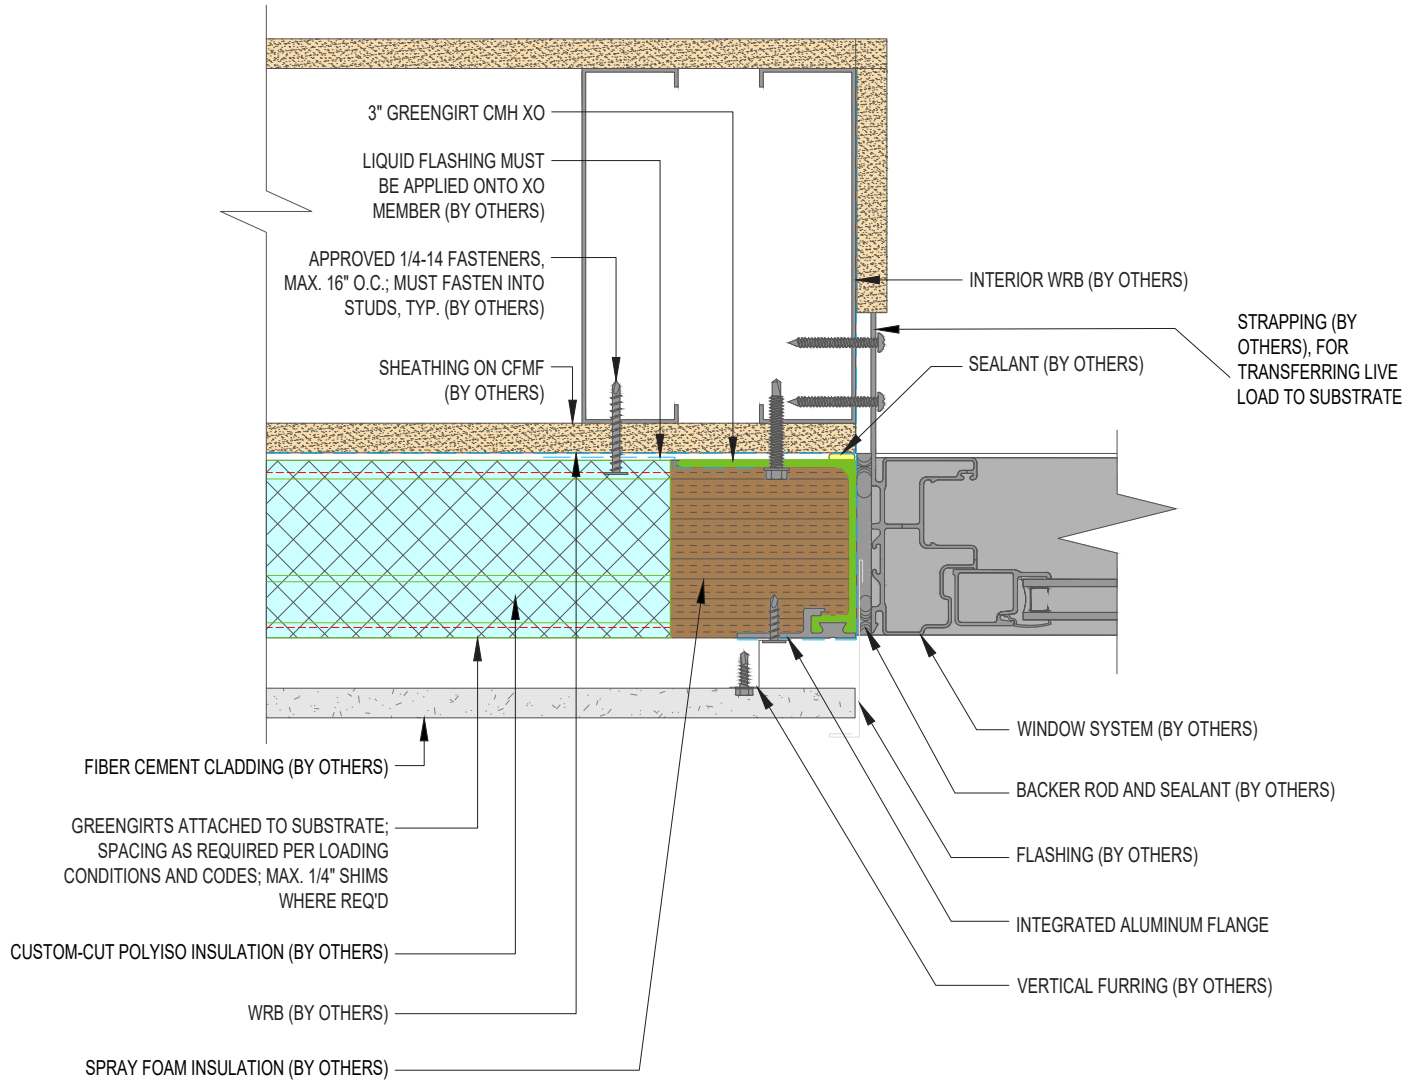 3" GREENGIRT CMH XO
LIQUID FLASHING MUST
BE APPLIED ONTO XO
MEMBER (BY OTHERS)
APPROVED 1/4-14 FASTENERS,
MAX. 16" O.C.; MUST FASTEN INTO
STUDS, TYP. (BY OTHERS)
SHEATHING ON CFMF
(BY OTHERS)
INTERIOR WRB (BY OTHERS)
STRAPPING (BY
OTHERS), FOR
TRANSFERRING LIVE
LOAD TO SUBSTRATE
SEALANT (BY OTHERS)
FIBER CEMENT CLADDING (BY OTHERS)
GREENGIRTS ATTACHED TO SUBSTRATE;
SPACING AS REQUIRED PER LOADING
CONDITIONS AND CODES; MAX. 1/4" SHIMS
WHERE REQ'D
CUSTOM-CUT POLYISO INSULATION (BY OTHERS)
WRB (BY OTHERS)
SPRAY FOAM INSULATION (BY OTHERS)
WINDOW SYSTEM (BY OTHERS)
BACKER ROD AND SEALANT (BY OTHERS)
FLASHING (BY OTHERS)
INTEGRATED ALUMINUM FLANGE
VERTICAL FURRING (BY OTHERS)